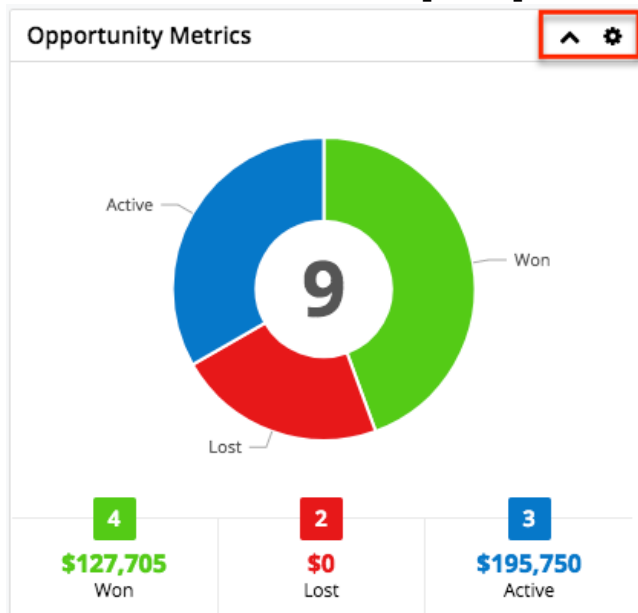 Opportunity Metrics
Active
Won
9
Lost
4 2 3
$127,705 $0 $195,750
Won Lost Active